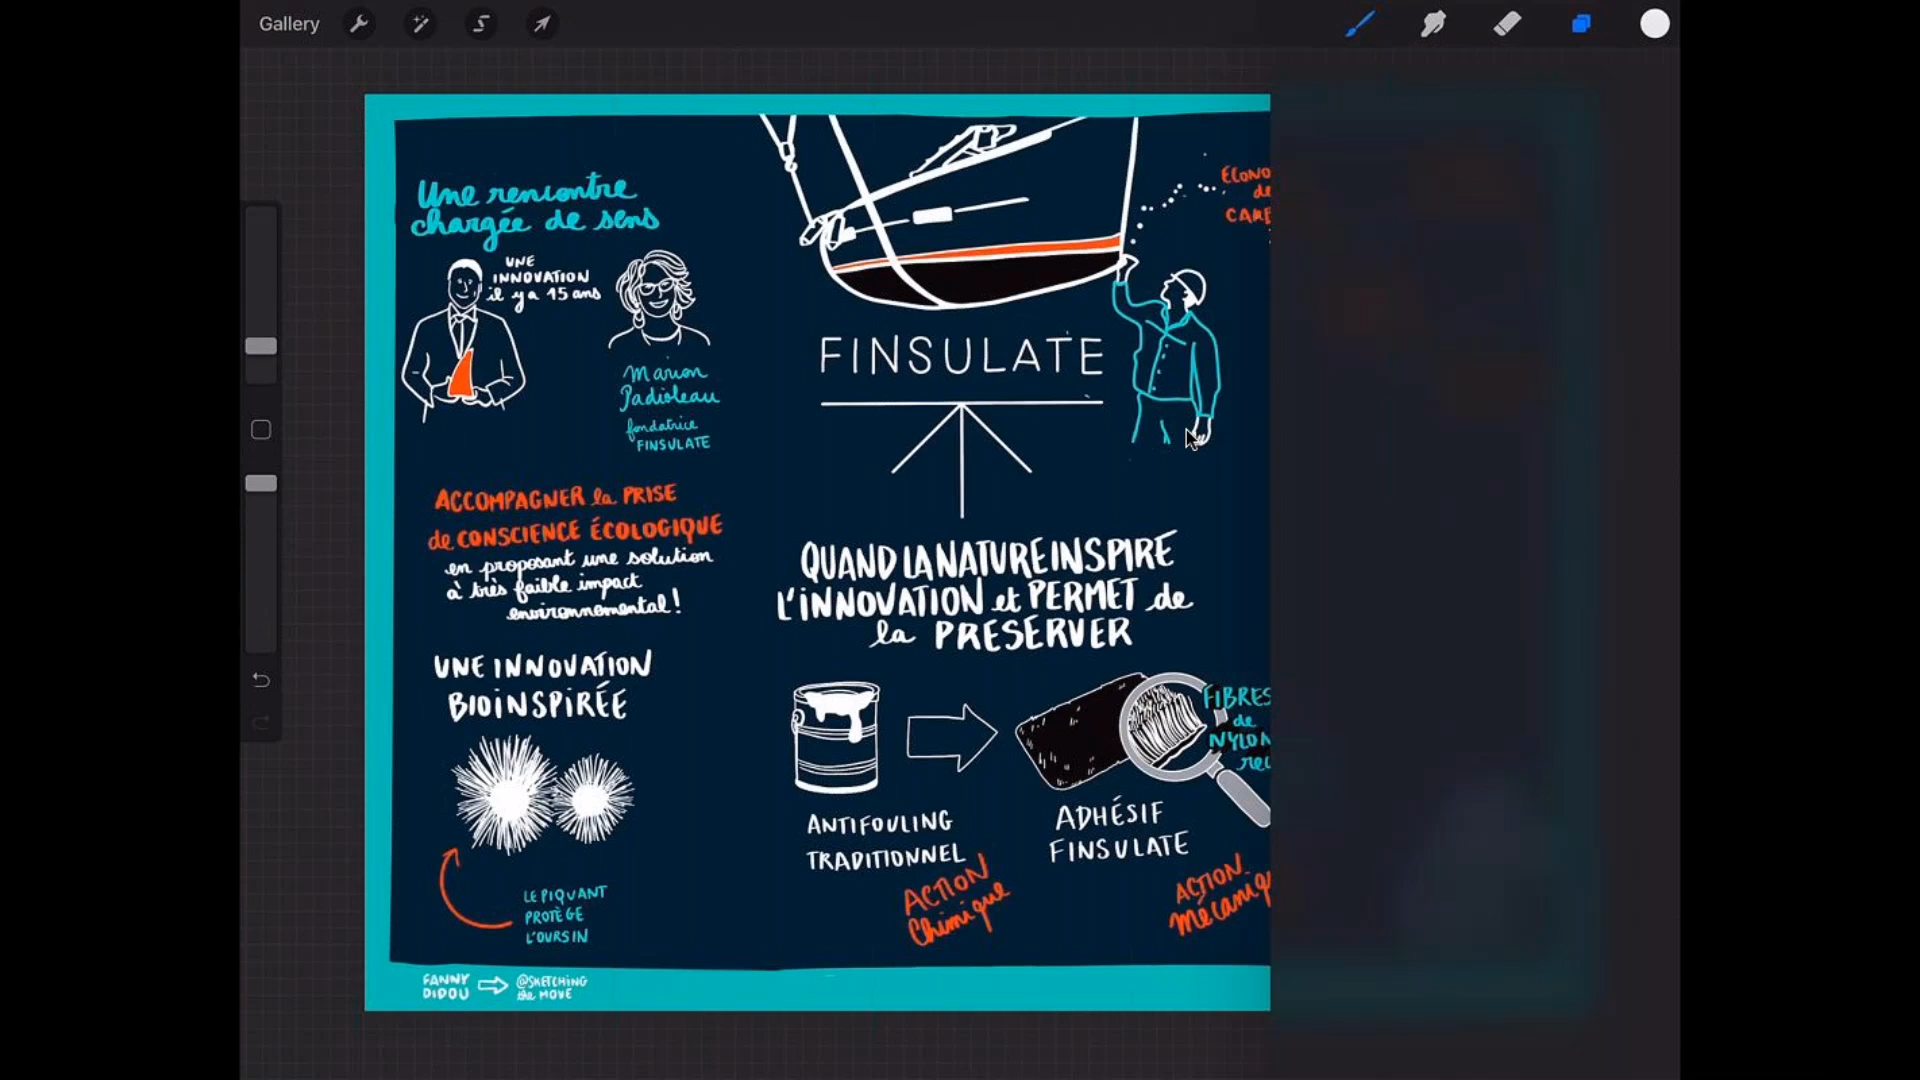 Gallery
Une rencontre
chargée de sens
UNE
INNOVATION
il y a 15 ans
Marion
Padioleau
fondatrice
FINSULATE
ACCOMPAGNER la PRISE
de CONSCIENCE ÉCOLOGIQUE
en proposant une solution
à très faible impact
environnemental !
UNE INNOVATION
BIOINSPIRÉE
LE PIQUANT
PROTÈGE
L'OURSIN
FINSULATE
QUAND LA NATURE INSPIRE
L'INNOVATION et PERMET de
la PRESERVER
ANTIFOULING
TRADITIONNEL
ACTION
Chimique
ADHÉSIF
FINSULATE
FIBRES
de
ACTION
FANNY
DIDOU
@SKETCHING
the MOVE